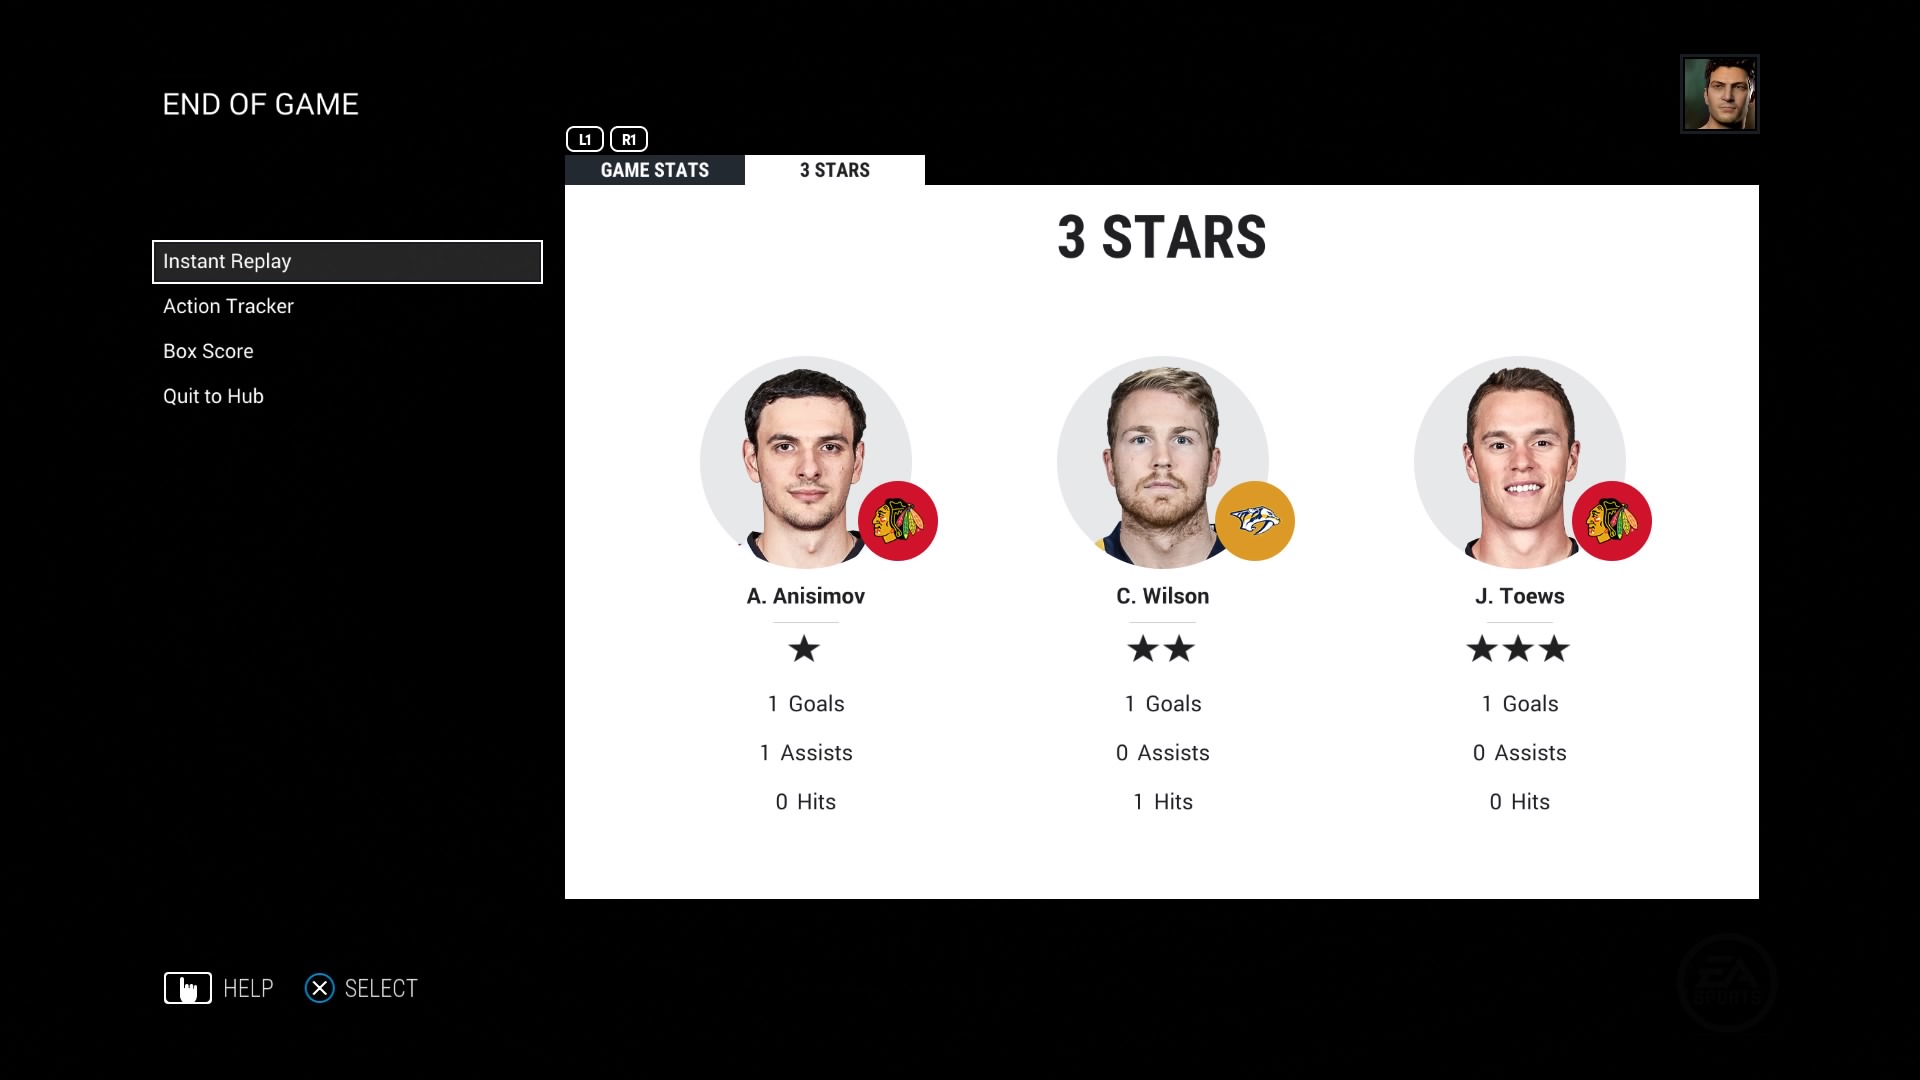 END OF GAME
L1 R1
GAME STATS 3 STARS
3 STARS
Instant Replay
Action Tracker
Box Score
Quit to Hub
A. Anisimov
1 Goals
1 Assists
0 Hits
C. Wilson
1 Goals
0 Assists
1 Hits
J. Toews
1 Goals
0 Assists
0 Hits
HELP SELECT
EA
SPORTS